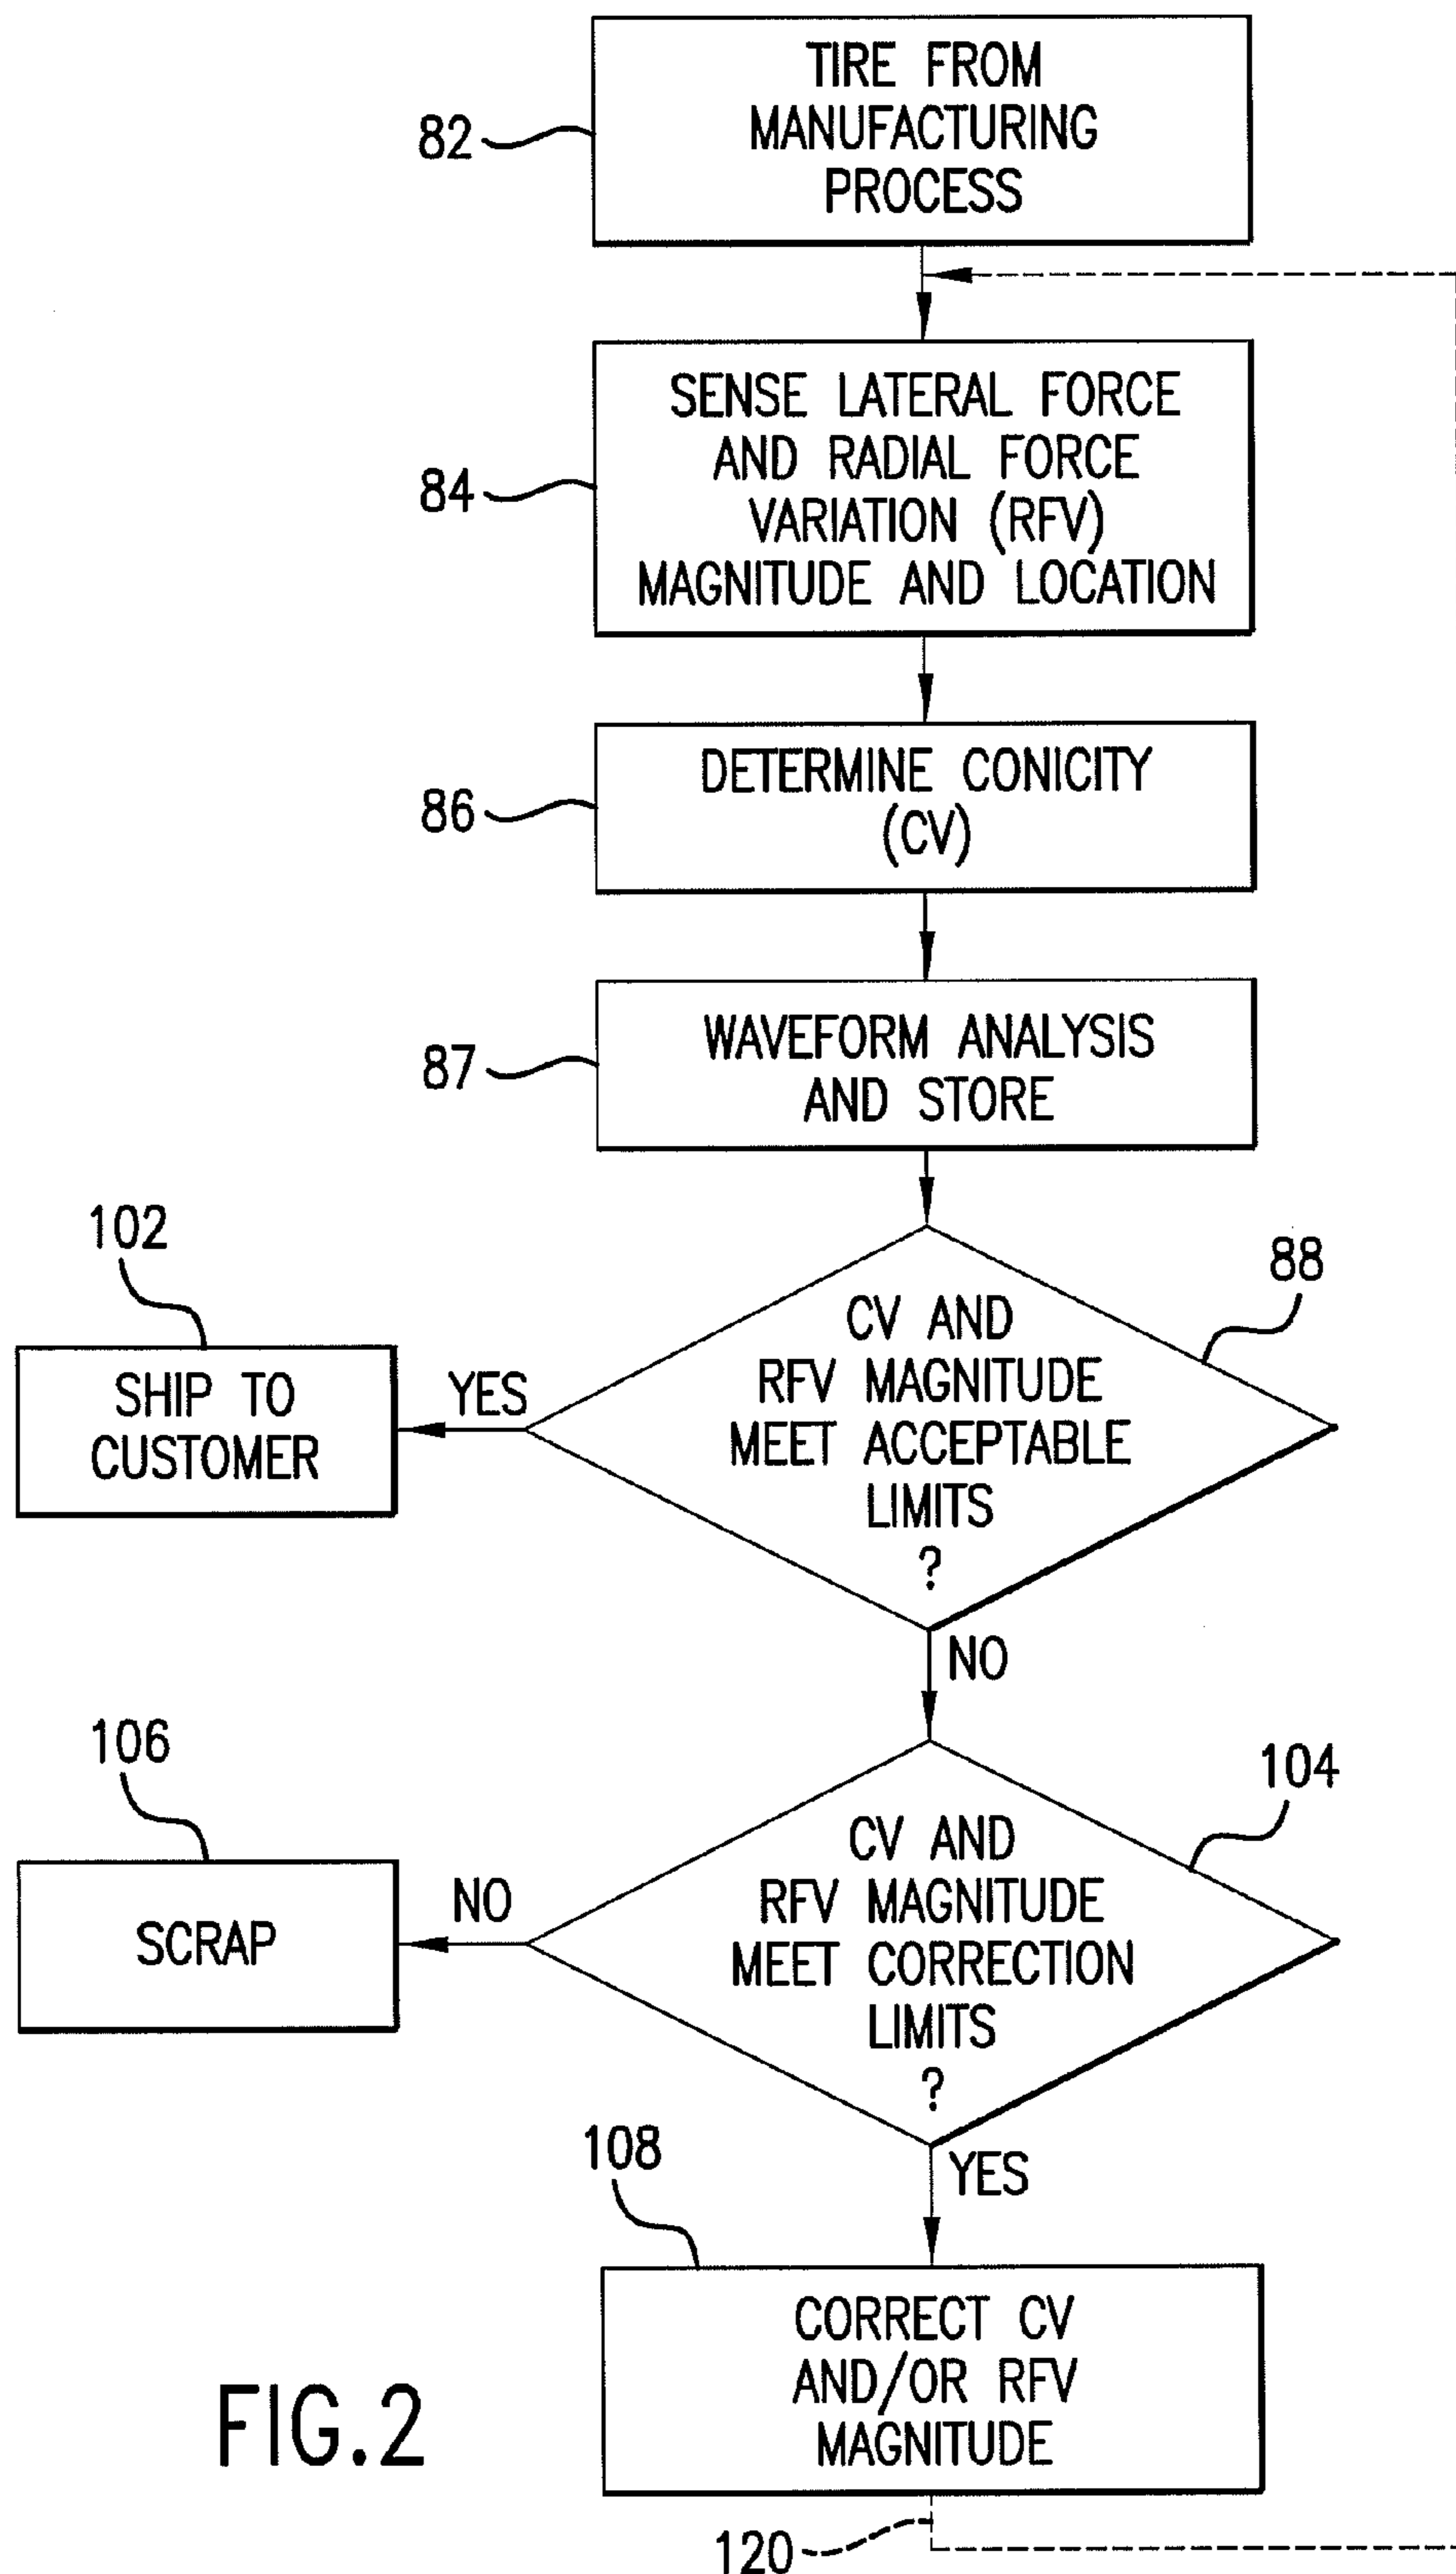 TIRE FROM
MANUFACTURING
PROCESS
82
SENSE LATERAL FORCE
AND RADIAL FORCE
VARIATION (RFV)
MAGNITUDE AND LOCATION
84
DETERMINE CONICITY
(CV)
86
WAVEFORM ANALYSIS
AND STORE
87
102
88
CV AND
RFV MAGNITUDE
MEET ACCEPTABLE
LIMITS
?
YES
SHIP TO
CUSTOMER
NO
106
104
CV AND
RFV MAGNITUDE
MEET CORRECTION
LIMITS
?
NO
SCRAP
YES
108
CORRECT CV
AND/OR RFV
MAGNITUDE
120
FIG.2